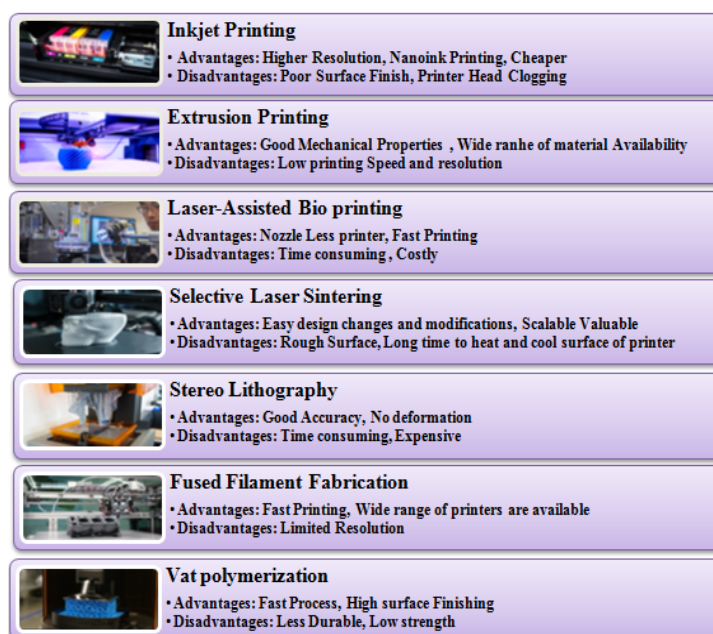 Inkjet Printing
• Advantages: Higher Resolution, Nanoink Printing, Cheaper
• Disadvantages: Poor Surface Finish, Printer Head Clogging
Extrusion Printing
• Advantages: Good Mechanical Properties , Wide ranhe of material Availability
• Disadvantages: Low printing Speed and resolution
Laser-Assisted Bio printing
• Advantages: Nozzle Less printer, Fast Printing
• Disadvantages: Time consuming , Costly
Selective Laser Sintering
• Advantages: Easy design changes and modifications, Scalable Valuable
• Disadvantages: Rough Surface, Long time to heat and cool surface of printer
Stereo Lithography
• Advantages: Good Accuracy, No deformation
• Disadvantages: Time consuming, Expensive
Fused Filament Fabrication
• Advantages: Fast Printing, Wide range of printers are available
• Disadvantages: Limited Resolution
Vat polymerization
• Advantages: Fast Process, High surface Finishing
• Disadvantages: Less Durable, Low strength